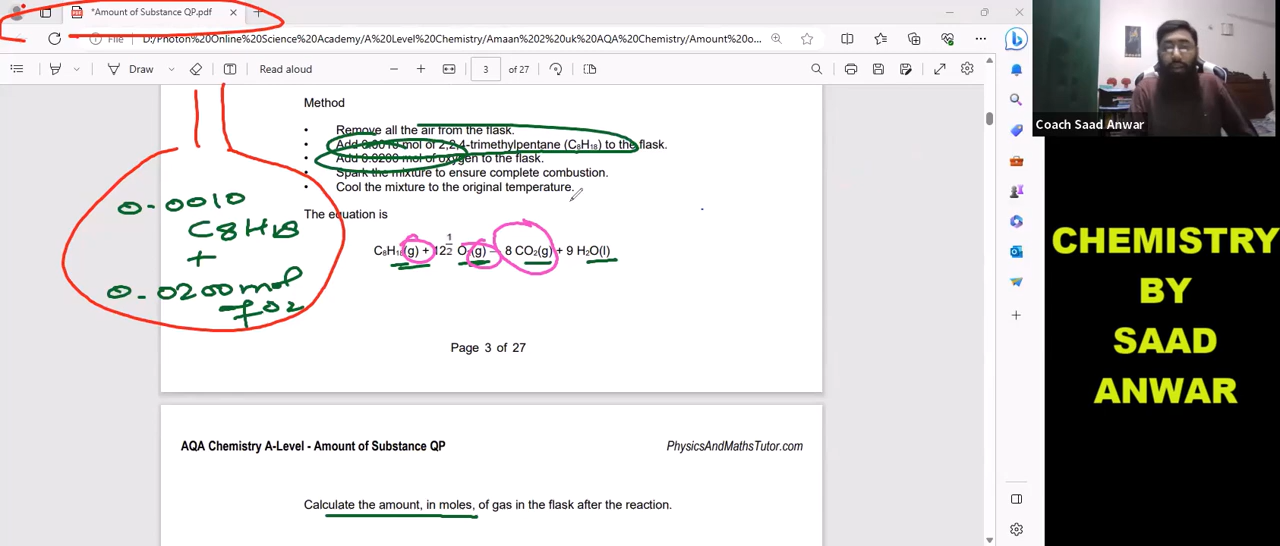 *Amount of Substance QP.pdf
File D:/Photon%20Online%20Science%20Academy/A%20Level%20Chemistry/Amaan%202%20uk%20AQA%20Chemistry/Amount%20o...
Draw
Read aloud
3 of 27
Coach Saad Anwar
Method
• Remove all the air from the flask.
• Add 0.0010 mol of 2,2,4-trimethylpentane (C₈H₁₈) to the flask.
• Add 0.0200 mol of oxygen to the flask.
• Spark the mixture to ensure complete combustion.
• Cool the mixture to the original temperature.
The equation is
C₈H₁₈(g) + 12½ O₂(g) → 8 CO₂(g) + 9 H₂O(l)
0.0010
C8H18
+
0.0200 mol
of O2
Page 3 of 27
AQA Chemistry A-Level - Amount of Substance QP
PhysicsAndMathsTutor.com
Calculate the amount, in moles, of gas in the flask after the reaction.
CHEMISTRY
BY
SAAD
ANWAR